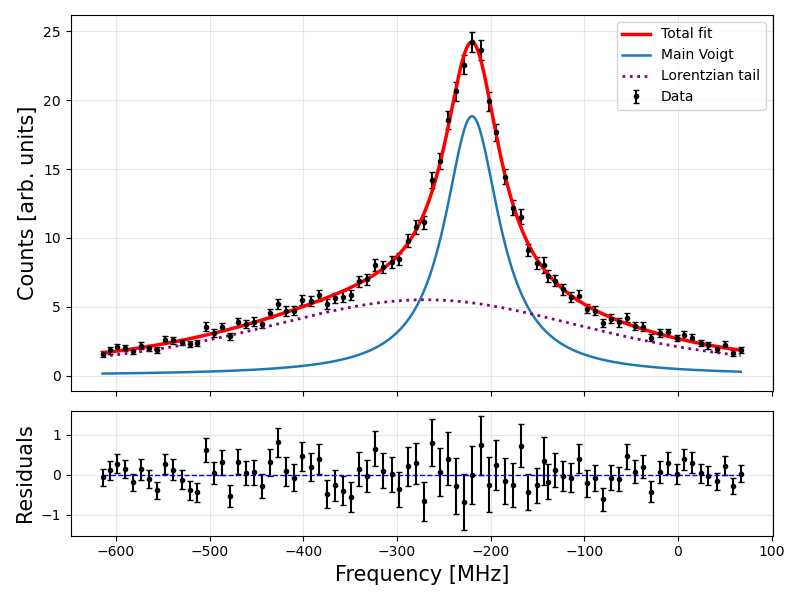 25
20
15
10
5
0
Counts [arb. units]
Total fit
Main Voigt
Lorentzian tail
Data
1
0
−1
Residuals
−600
−500
−400
−300
−200
−100
0
100
Frequency [MHz]